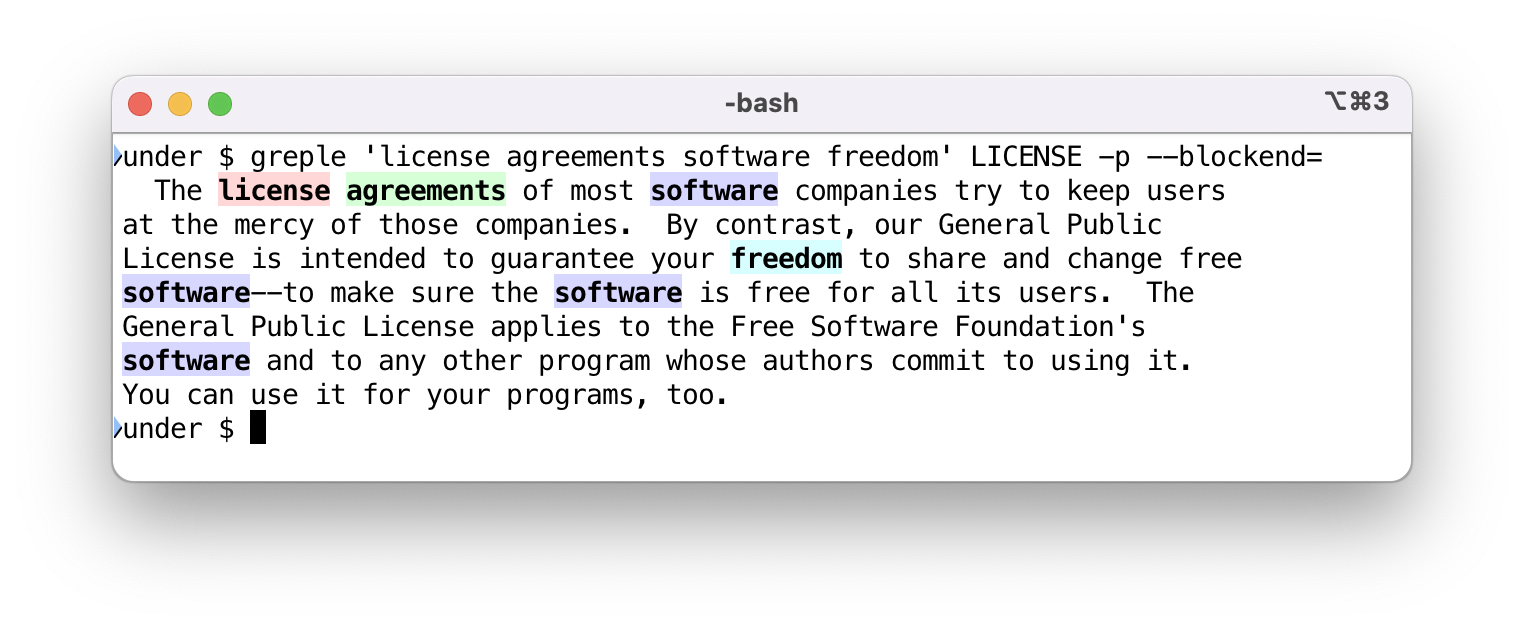 -bash
⌥⌘3
under $ greple 'license agreements software freedom' LICENSE -p --blockend=
  The license agreements of most software companies try to keep users
at the mercy of those companies.  By contrast, our General Public
License is intended to guarantee your freedom to share and change free
software--to make sure the software is free for all its users.  The
General Public License applies to the Free Software Foundation's
software and to any other program whose authors commit to using it.
You can use it for your programs, too.
under $